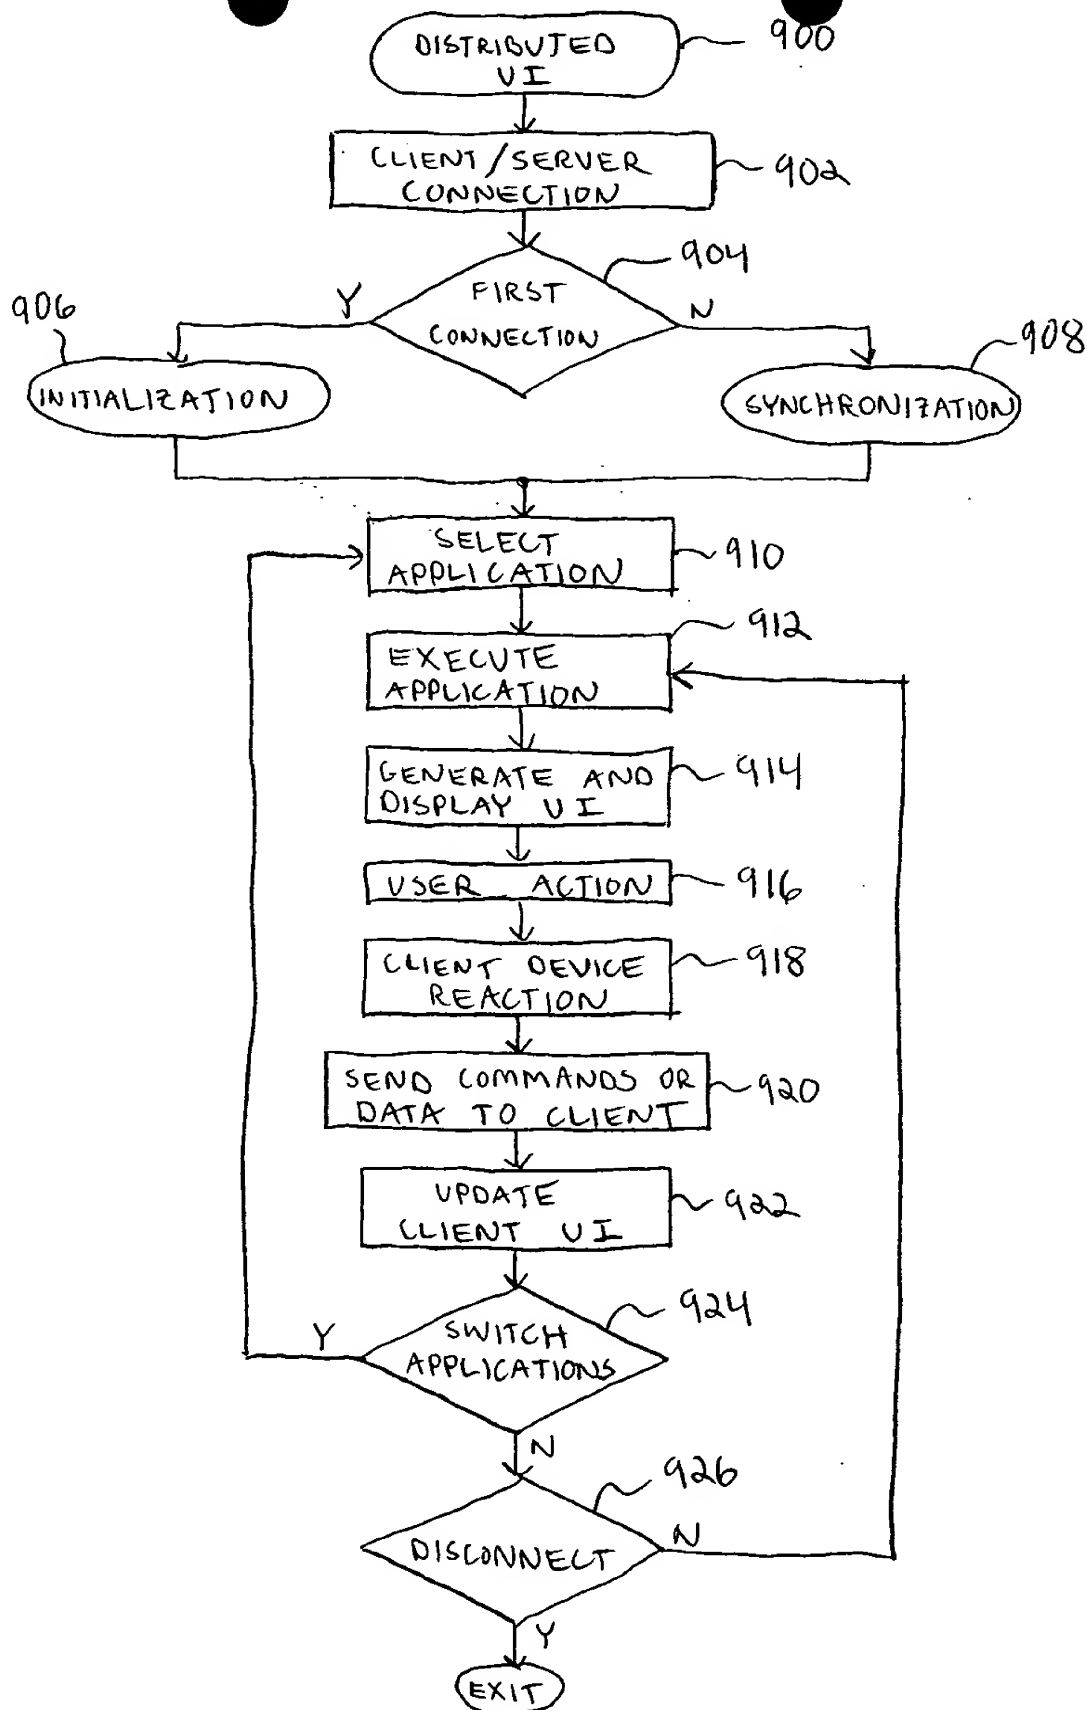 DISTRIBUTED
UI
900
CLIENT/SERVER
CONNECTION
902
FIRST
CONNECTION
904
Y
N
906
INITIALIZATION
908
SYNCHRONIZATION
SELECT
APPLICATION
910
EXECUTE
APPLICATION
912
GENERATE AND
DISPLAY UI
914
USER ACTION
916
CLIENT DEVICE
REACTION
918
SEND COMMANDS OR
DATA TO CLIENT
920
UPDATE
CLIENT UI
922
SWITCH
APPLICATIONS
924
Y
N
DISCONNECT
926
N
Y
EXIT